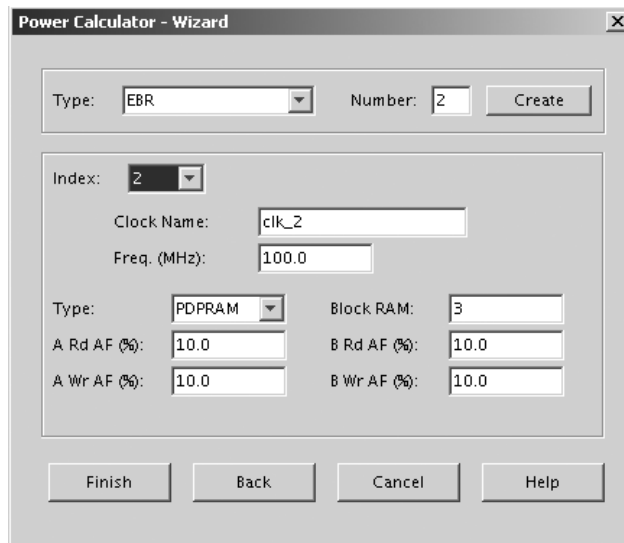 Power Calculator - Wizard
Type: EBR Number: 2 Create
Index: 2
Clock Name: clk_2
Freq. (MHz): 100.0
Type: PDPRAM Block RAM: 3
A Rd AF (%): 10.0 B Rd AF (%): 10.0
A Wr AF (%): 10.0 B Wr AF (%): 10.0
Finish Back Cancel Help